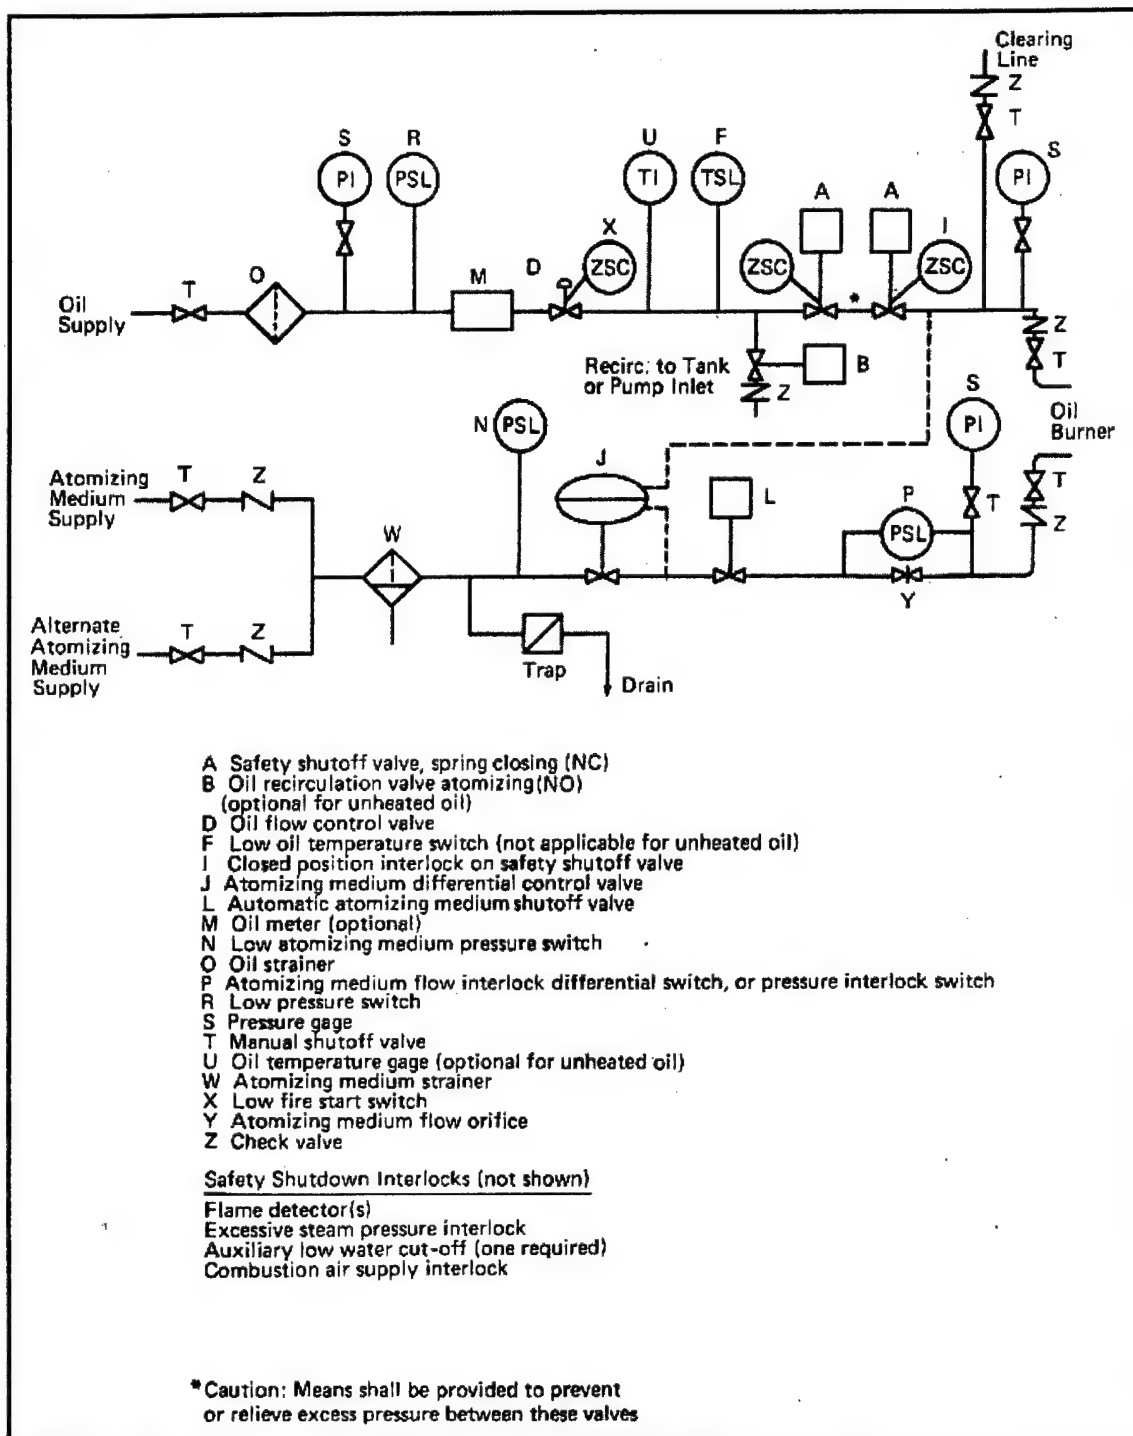 Clearing
Line
Z
T
S
R
U
F
S
PI
PSL
TI
TSL
PI
A
A
X
I
ZSC
ZSC
ZSC
O
M
D
*
T
Oil
Supply
Z
T
Recirc. to Tank
or Pump Inlet
B
Z
S
PI
Oil
Burner
N
PSL
J
L
T
Z
T
P
PSL
Y
Atomizing
Medium
Supply
T
Z
W
Alternate
Atomizing
Medium
Supply
T
Z
Trap
Drain
A Safety shutoff valve, spring closing (NC)
B Oil recirculation valve atomizing(NO)
(optional for unheated oil)
D Oil flow control valve
F Low oil temperature switch (not applicable for unheated oil)
I Closed position interlock on safety shutoff valve
J Atomizing medium differential control valve
L Automatic atomizing medium shutoff valve
M Oil meter (optional)
N Low atomizing medium pressure switch
O Oil strainer
P Atomizing medium flow interlock differential switch, or pressure interlock switch
R Low pressure switch
S Pressure gage
T Manual shutoff valve
U Oil temperature gage (optional for unheated oil)
W Atomizing medium strainer
X Low fire start switch
Y Atomizing medium flow orifice
Z Check valve
Safety Shutdown Interlocks (not shown)
Flame detector(s)
Excessive steam pressure interlock
Auxiliary low water cut-off (one required)
Combustion air supply interlock
*Caution: Means shall be provided to prevent
or relieve excess pressure between these valves